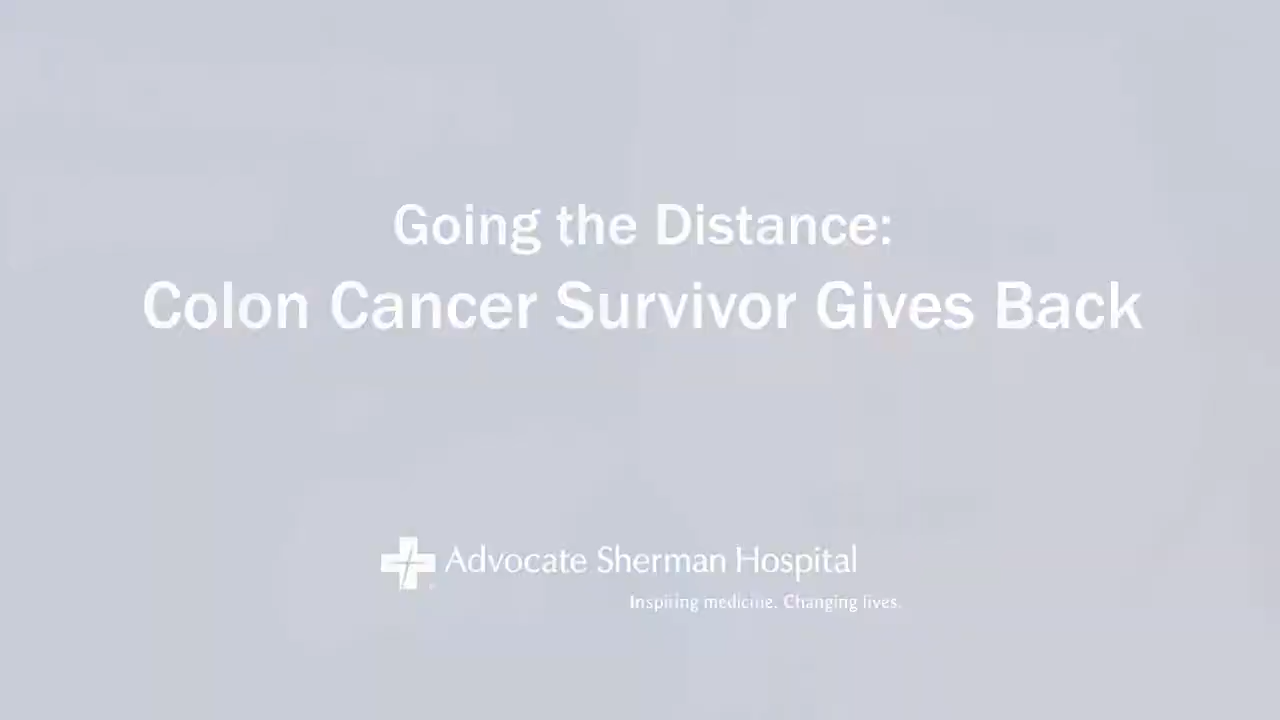 Going the Distance:
Colon Cancer Survivor Gives Back
Advocate Sherman Hospital
Inspiring medicine. Changing lives.